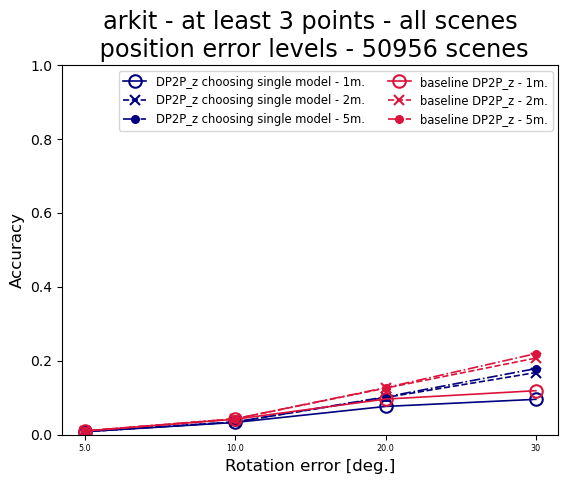 arkit - at least 3 points - all scenes
position error levels - 50956 scenes
DP2P_z choosing single model - 1m.
DP2P_z choosing single model - 2m.
DP2P_z choosing single model - 5m.
baseline DP2P_z - 1m.
baseline DP2P_z - 2m.
baseline DP2P_z - 5m.
Accuracy
1.0
0.8
0.6
0.4
0.2
0.0
5.0
10.0
20.0
30
Rotation error [deg.]